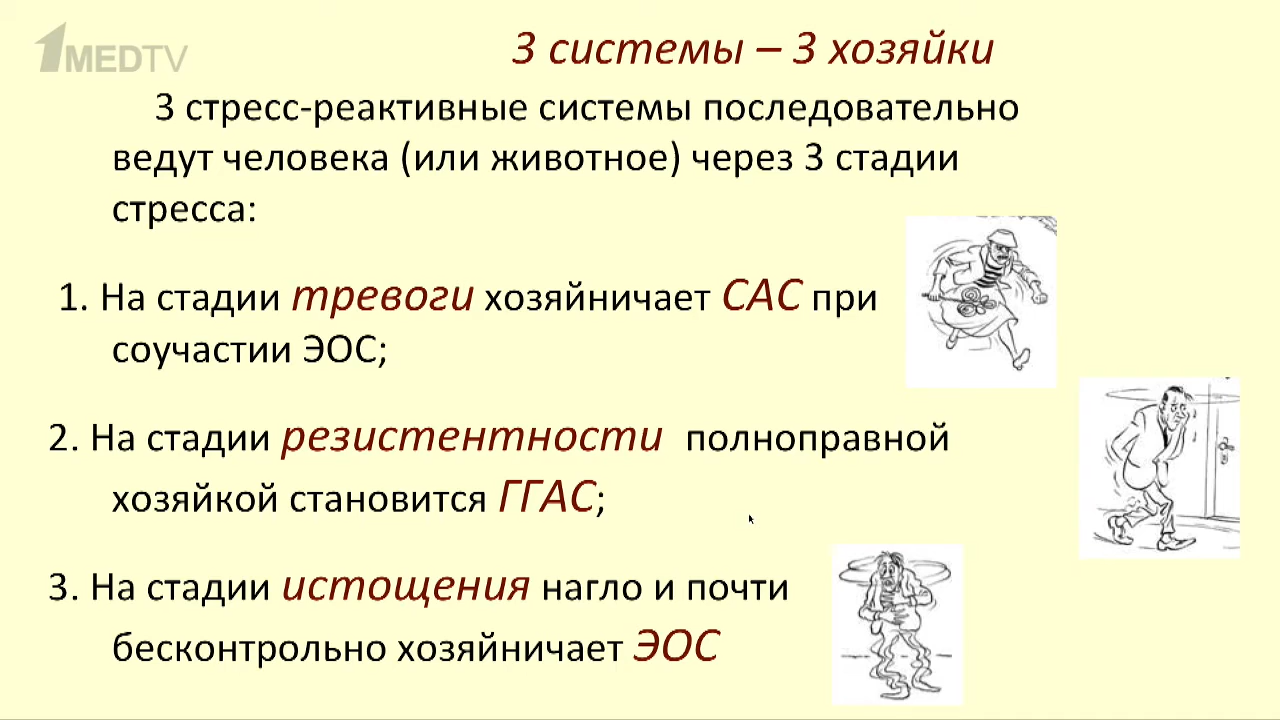 1MEDTV
3 системы – 3 хозяйки
3 стресс-реактивные системы последовательно
ведут человека (или животное) через 3 стадии
стресса:
1. На стадии тревоги хозяйничает САС при
соучастии ЭОС;
2. На стадии резистентности полноправной
хозяйкой становится ГГАС;
3. На стадии истощения нагло и почти
бесконтрольно хозяйничает ЭОС